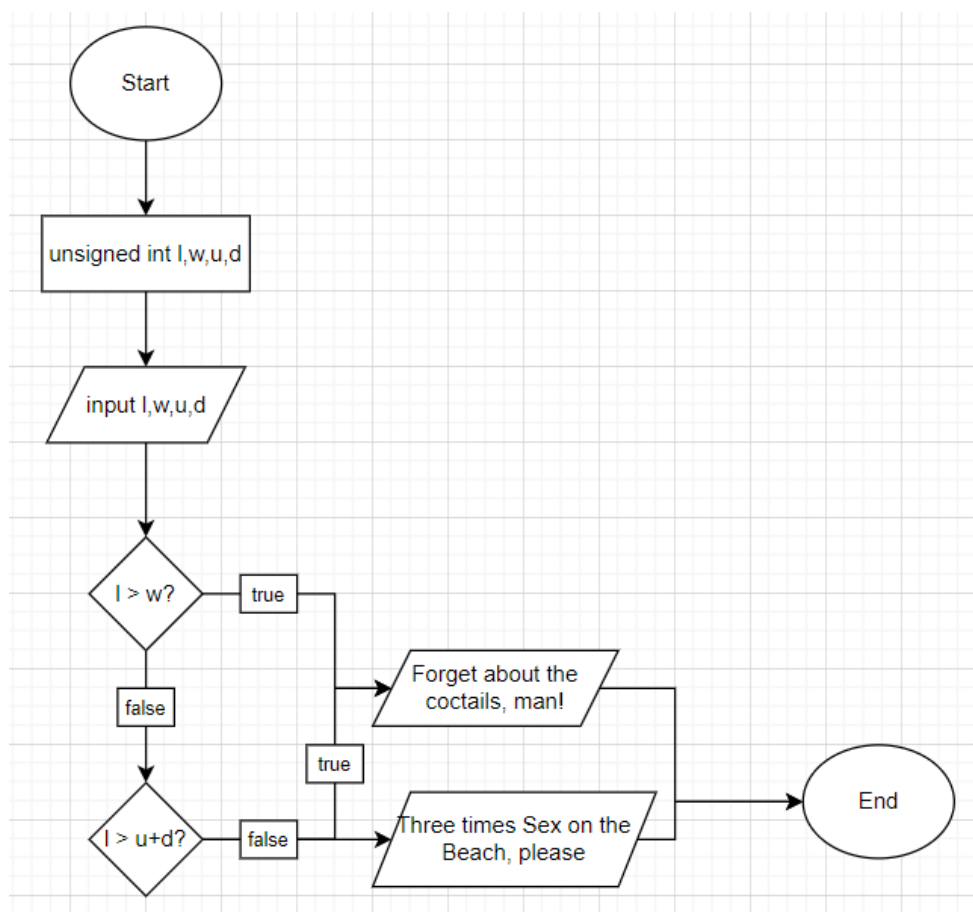 Start
unsigned int l,w,u,d
input l,w,u,d
l > w?
true
Forget about the
coctails, man!
false
true
End
l > u+d?
false
Three times Sex on the
Beach, please